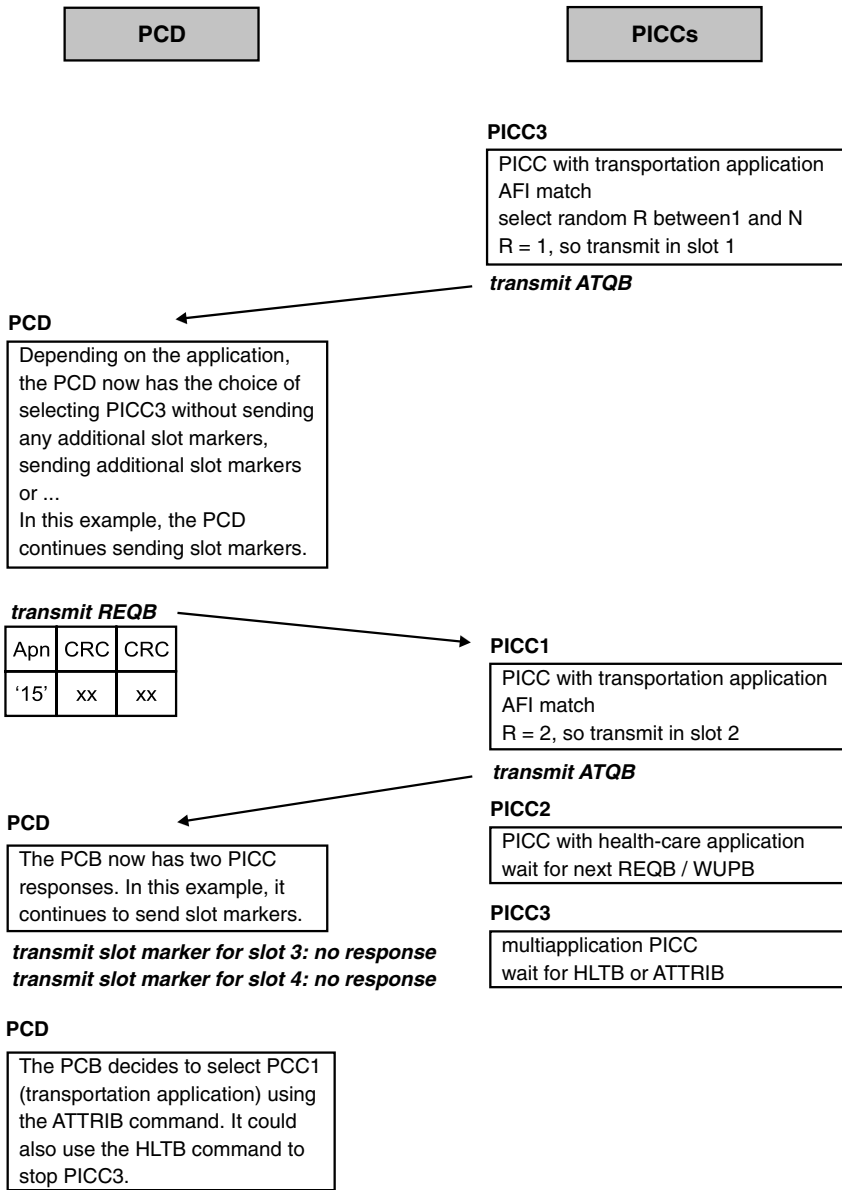 PCD
PICCs
PICC3
PICC with transportation application
AFI match
select random R between1 and N
R = 1, so transmit in slot 1
transmit ATQB
PCD
Depending on the application,
the PCD now has the choice of
selecting PICC3 without sending
any additional slot markers,
sending additional slot markers
or ...
In this example, the PCD
continues sending slot markers.
transmit REQB
Apn CRC CRC
‘15’ xx xx
PICC1
PICC with transportation application
AFI match
R = 2, so transmit in slot 2
transmit ATQB
PICC2
PICC with health-care application
wait for next REQB / WUPB
PICC3
multiapplication PICC
wait for HLTB or ATTRIB
PCD
The PCB now has two PICC
responses. In this example, it
continues to send slot markers.
transmit slot marker for slot 3: no response
transmit slot marker for slot 4: no response
PCD
The PCB decides to select PCC1
(transportation application) using
the ATTRIB command. It could
also use the HLTB command to
stop PICC3.